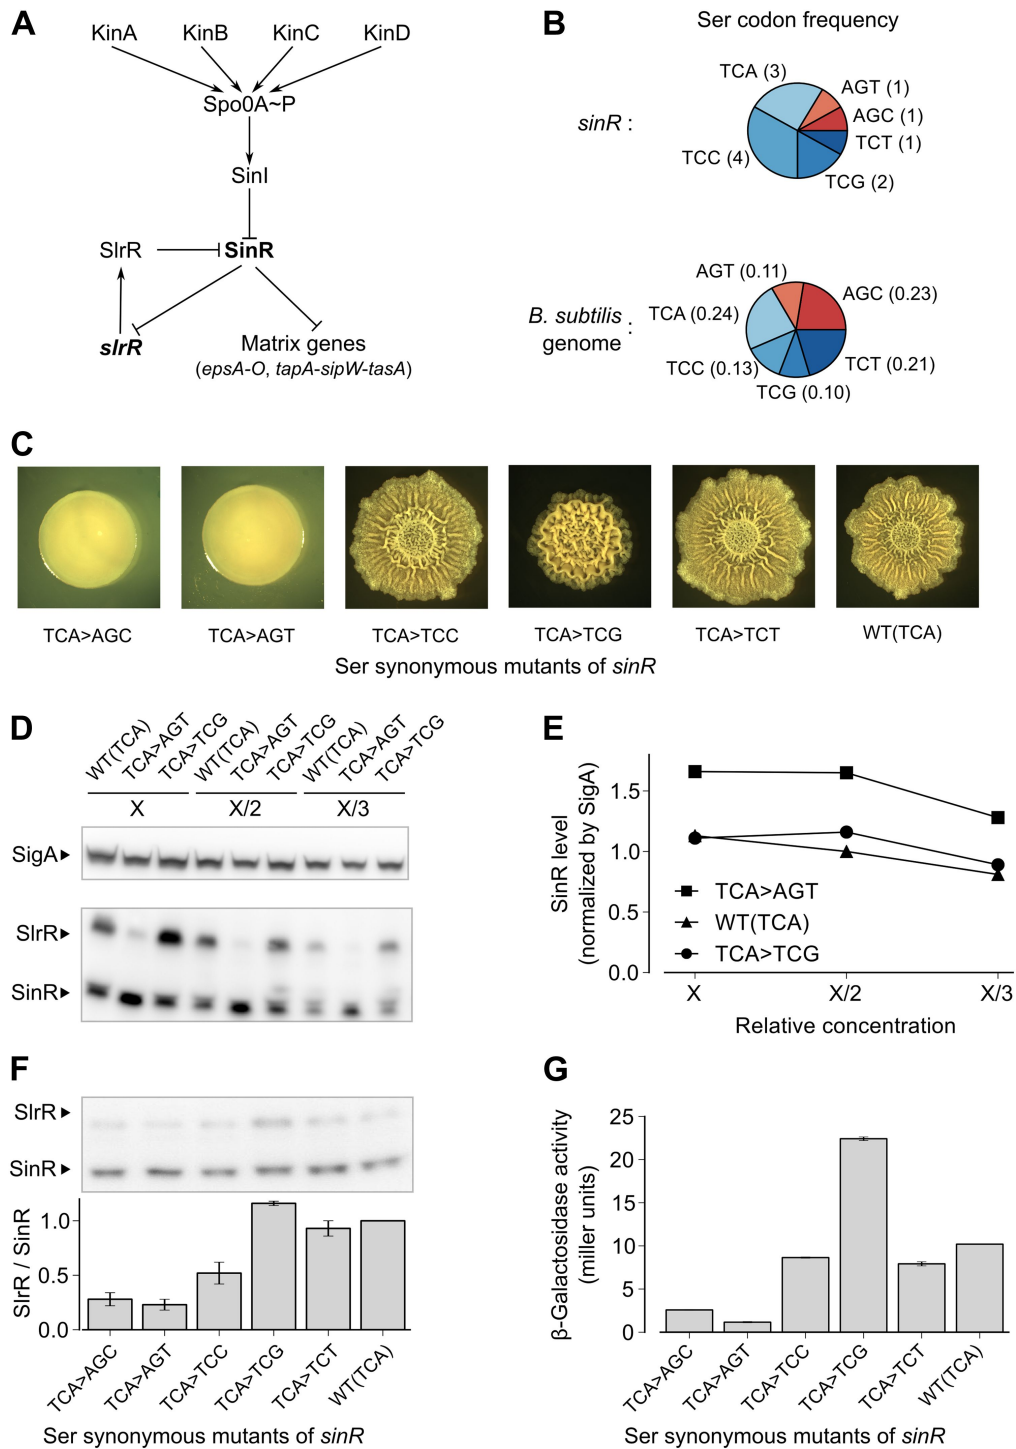 A
KinA KinB KinC KinD
Spo0A~P
SinI
SlrR SinR
slrR
Matrix genes
(epsA-O, tapA-sipW-tasA)
B
Ser codon frequency
sinR :
TCA (3)
AGT (1)
AGC (1)
TCT (1)
TCC (4)
TCG (2)
B. subtilis
genome :
AGT (0.11)
AGC (0.23)
TCA (0.24)
TCC (0.13)
TCT (0.21)
TCG (0.10)
C
TCA>AGC TCA>AGT TCA>TCC TCA>TCG TCA>TCT WT(TCA)
Ser synonymous mutants of sinR
D
WT(TCA) TCA>AGT TCA>TCG WT(TCA) TCA>AGT TCA>TCG WT(TCA) TCA>AGT TCA>TCG
X X/2 X/3
SigA
SlrR
SinR
E
SinR level
(normalized by SigA)
1.5
1.0
0.5
0.0
TCA>AGT
WT(TCA)
TCA>TCG
X X/2 X/3
Relative concentration
F
SlrR
SinR
SlrR / SinR
1.0
0.5
0.0
TCA>AGC TCA>AGT TCA>TCC TCA>TCG TCA>TCT WT(TCA)
Ser synonymous mutants of sinR
G
β-Galactosidase activity
(miller units)
25
20
15
10
5
0
TCA>AGC TCA>AGT TCA>TCC TCA>TCG TCA>TCT WT(TCA)
Ser synonymous mutants of sinR